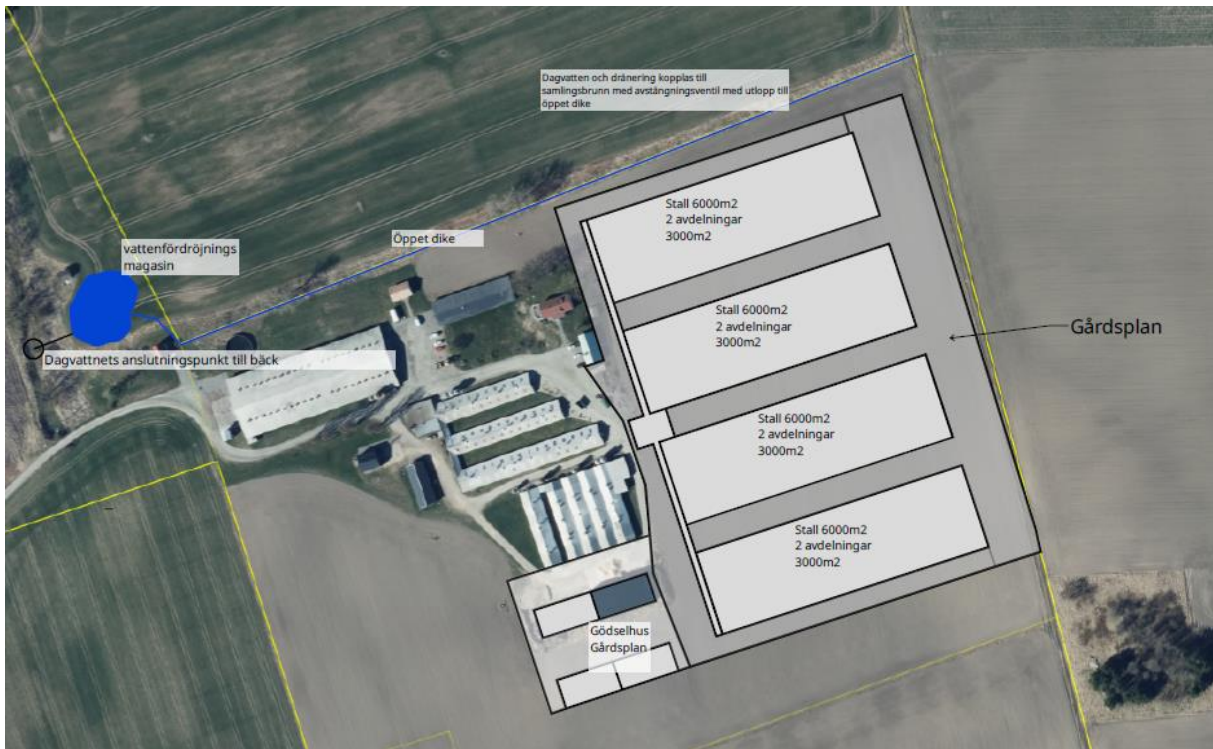 Dagvatten och dränering kopplas till
samlingsbrunn med avstängningsventil med utlopp till
öppet dike
Stall 6000m2
2 avdelningar
3000m2
Öppet dike
vattenfördröjnings
magasin
Stall 6000m2
2 avdelningar
3000m2
Gårdsplan
Dagvattnets anslutningspunkt till bäck
Stall 6000m2
2 avdelningar
3000m2
Stall 6000m2
2 avdelningar
3000m2
Gödselhus
Gårdsplan